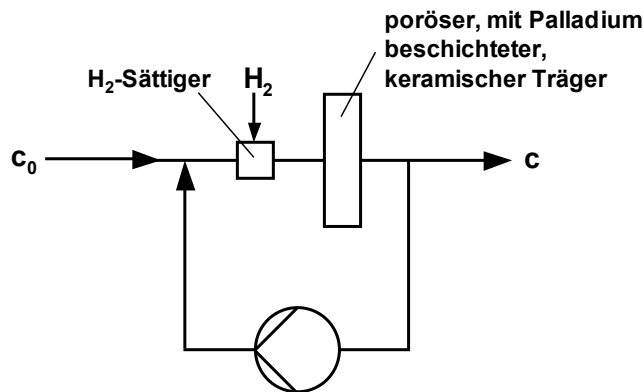 poröser, mit Palladium
beschichteter,
keramischer Träger
H₂-Sättiger
H₂
c₀
c